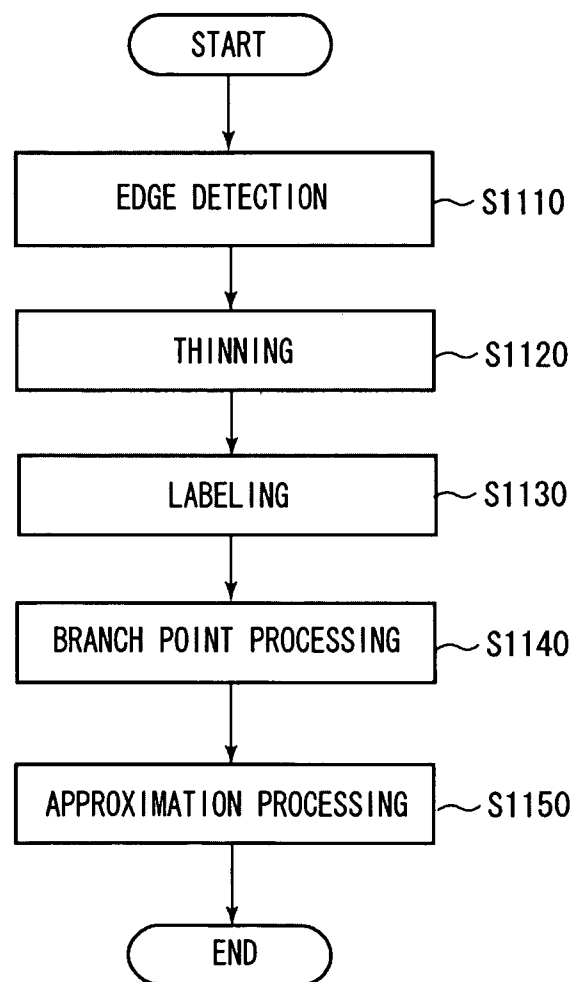 START
EDGE DETECTION
S1110
THINNING
S1120
LABELING
S1130
BRANCH POINT PROCESSING
S1140
APPROXIMATION PROCESSING
S1150
END